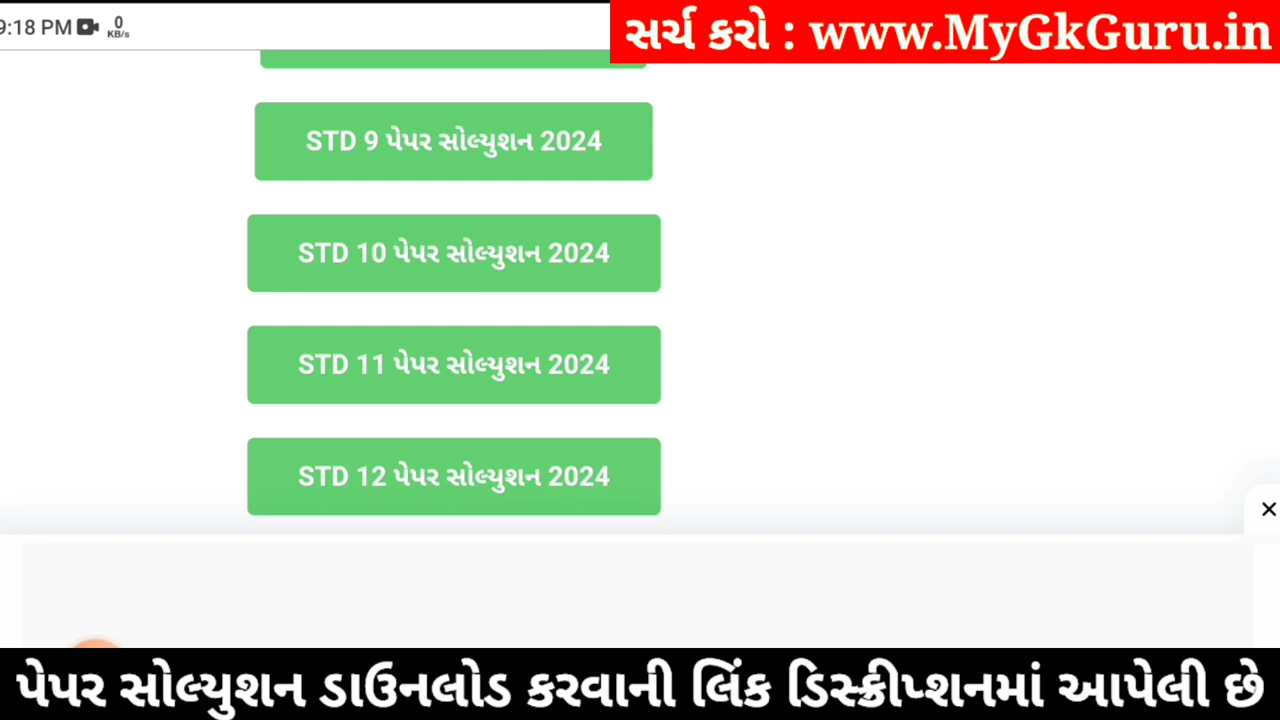 9:18 PM 0 KB/s
સર્ચ કરો : www.MyGkGuru.in
STD 9 પેપર સોલ્યુશન 2024
STD 10 પેપર સોલ્યુશન 2024
STD 11 પેપર સોલ્યુશન 2024
STD 12 પેપર સોલ્યુશન 2024
પેપર સોલ્યુશન ડાઉનલોડ કરવાની લિંક ડિસ્ક્રીપ્શનમાં આપેલી છે